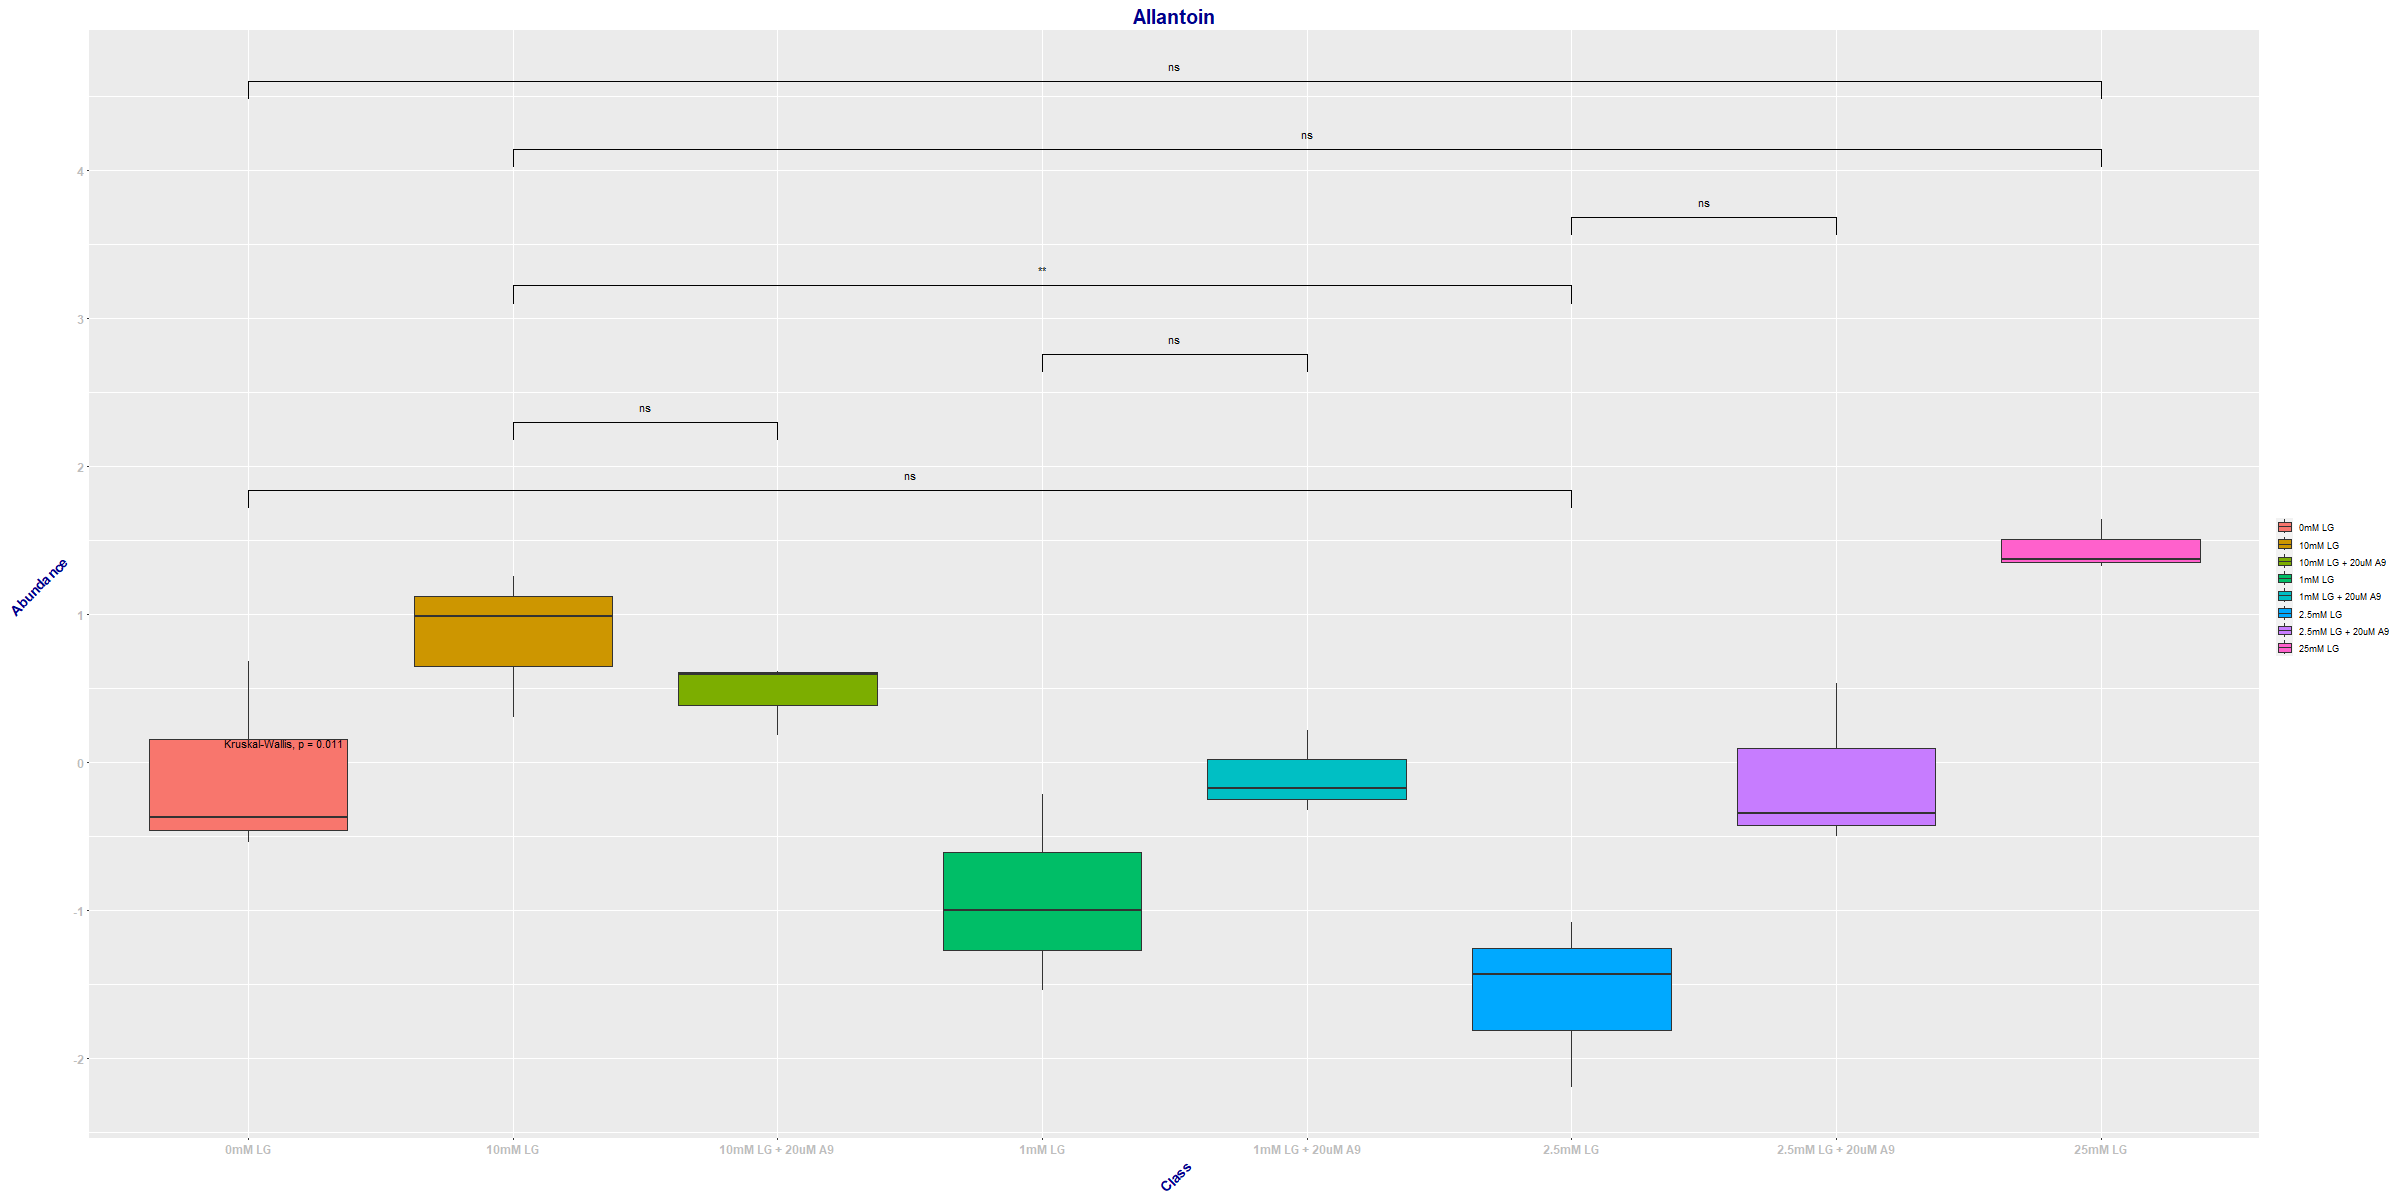 Allantoin
ns
ns
4
ns
**
3
ns
ns
2
ns
Abundance
1
Kruskal-Wallis, p = 0.011
0
-1
-2
0mM LG
10mM LG
10mM LG + 20uM A9
1mM LG
1mM LG + 20uM A9
2.5mM LG
2.5mM LG + 20uM A9
25mM LG
Class
0mM LG
10mM LG
10mM LG + 20uM A9
1mM LG
1mM LG + 20uM A9
2.5mM LG
2.5mM LG + 20uM A9
25mM LG